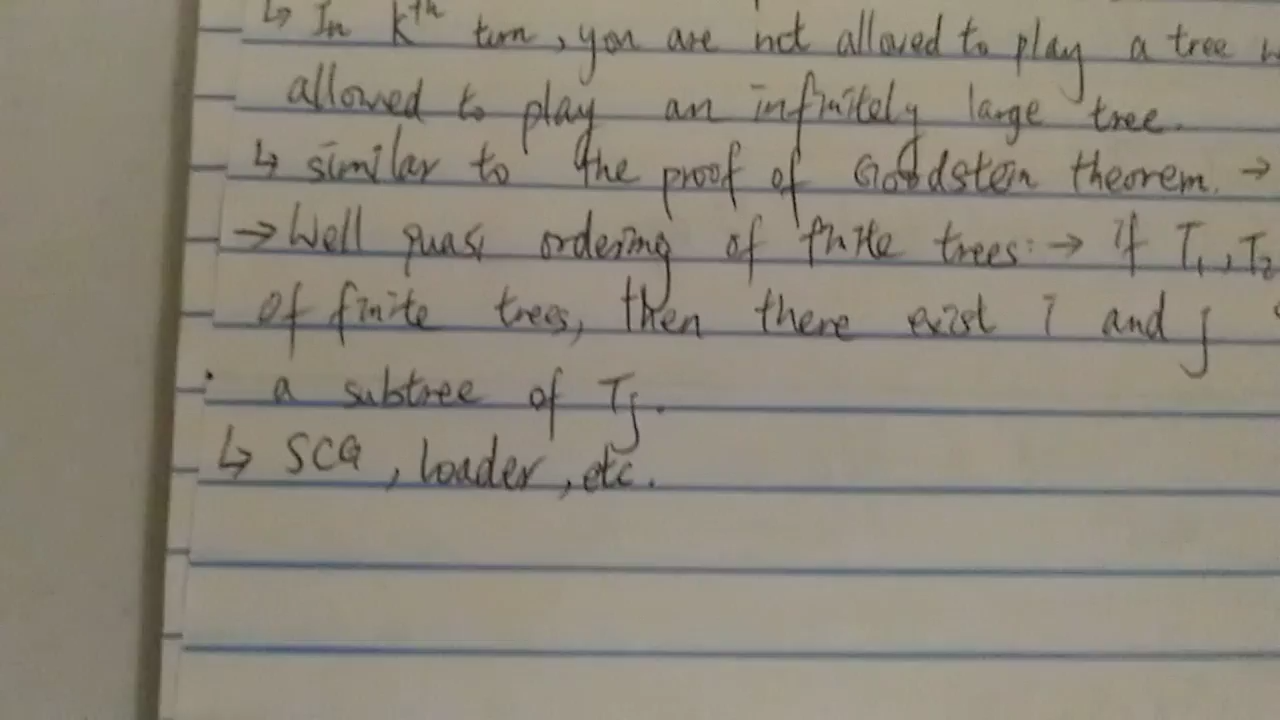 ↳ In kth turn, you are not allowed to play a tree
allowed to play an infinitely large tree.
↳ similar to the proof of Goodstein theorem. →
→ Well quasi ordering of finite trees: → if T1, T2
of finite trees, then there exist i and j
a subtree of Tj.
↳ SCG, loader, etc.